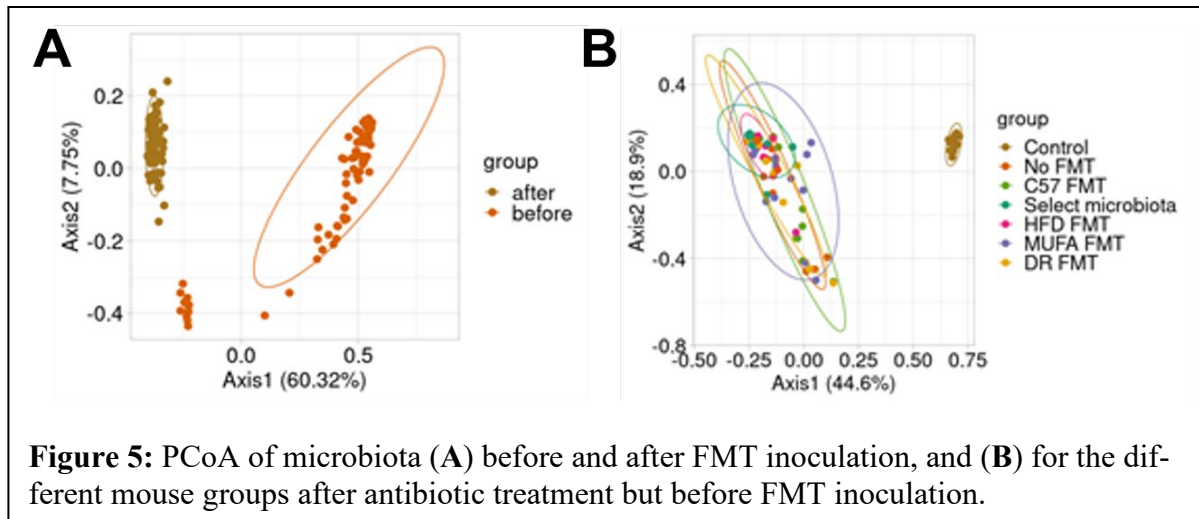 A
Axis2 (7.75%)
0.2
0.0
-0.2
-0.4
0.0 0.5
Axis1 (60.32%)
group
after
before
B
Axis2 (18.9%)
0.4
0.0
-0.4
-0.8
-0.50 -0.25 0.00 0.25 0.50 0.75
Axis1 (44.6%)
group
Control
No FMT
C57 FMT
Select microbiota
HFD FMT
MUFA FMT
DR FMT
Figure 5: PCoA of microbiota (A) before and after FMT inoculation, and (B) for the dif-
ferent mouse groups after antibiotic treatment but before FMT inoculation.